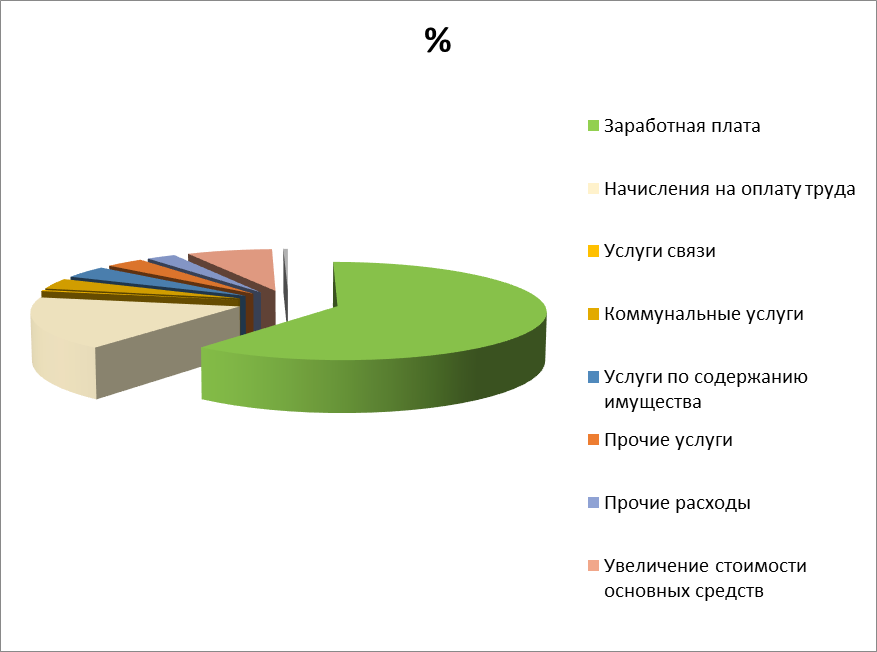 %
Заработная плата
Начисления на оплату труда
Услуги связи
Коммунальные услуги
Услуги по содержанию
имущества
Прочие услуги
Прочие расходы
Увеличение стоимости
основных средств